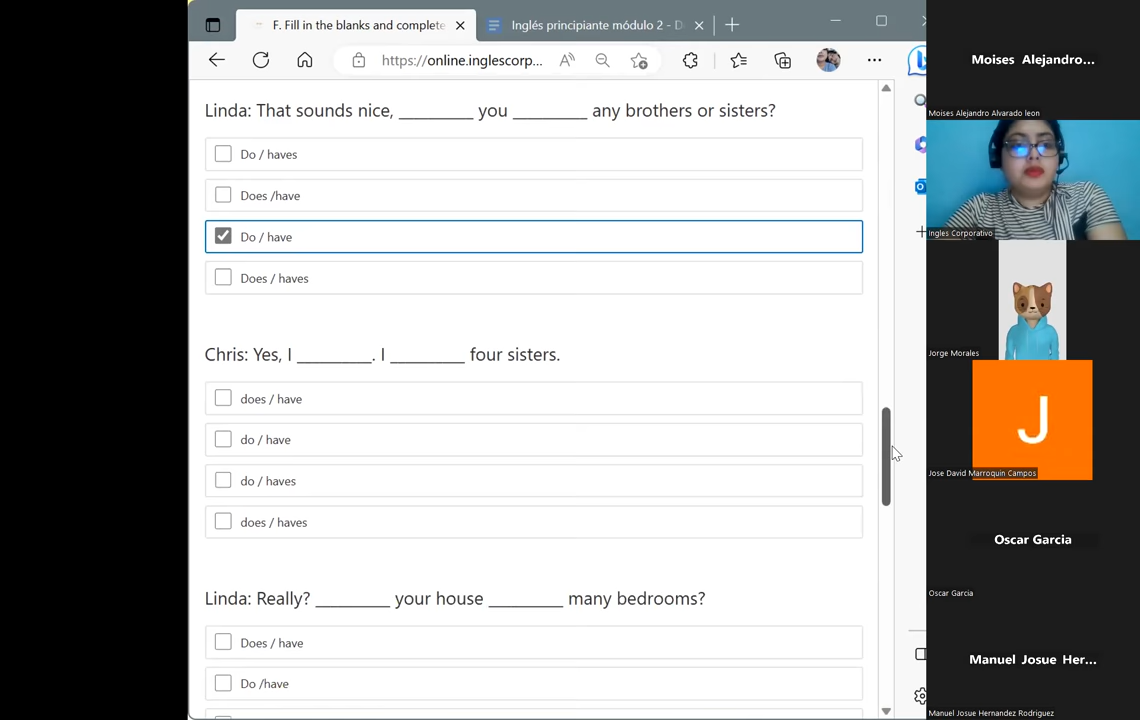 F. Fill in the blanks and complete
Inglés principiante módulo 2 - D
https://online.inglescorp...
Linda: That sounds nice, ________ you ________ any brothers or sisters?
Do / haves
Does /have
Do / have
Does / haves
Chris: Yes, I ________. I ________ four sisters.
does / have
do / have
do / haves
does / haves
Linda: Really? ________ your house ________ many bedrooms?
Does / have
Do /have
Moises Alejandro...
Moises Alejandro Alvarado leon
Ingles Corporativo
Jorge Morales
J
Jose David Marroquin Campos
Oscar Garcia
Oscar Garcia
Manuel Josue Her...
Manuel Josue Hernandez Rodriguez